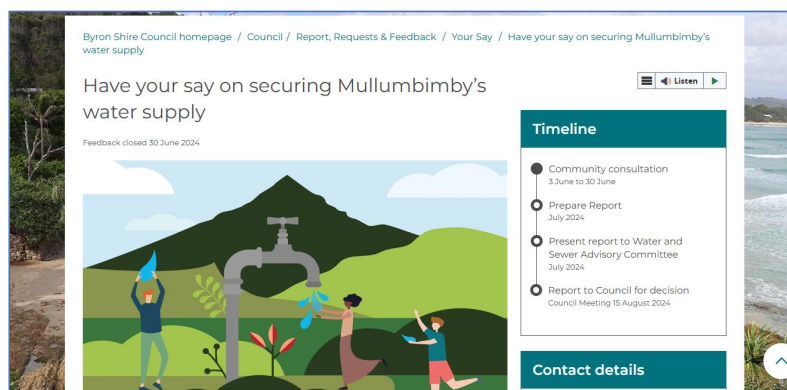 Byron Shire Council homepage / Council / Report, Requests & Feedback / Your Say / Have your say on securing Mullumbimby's
water supply
Have your say on securing Mullumbimby's
water supply
Listen
Feedback closed 30 June 2024
Timeline
Community consultation
3 June to 30 June
Prepare Report
July 2024
Present report to Water and
Sewer Advisory Committee
July 2024
Report to Council for decision
Council Meeting 15 August 2024
Contact details